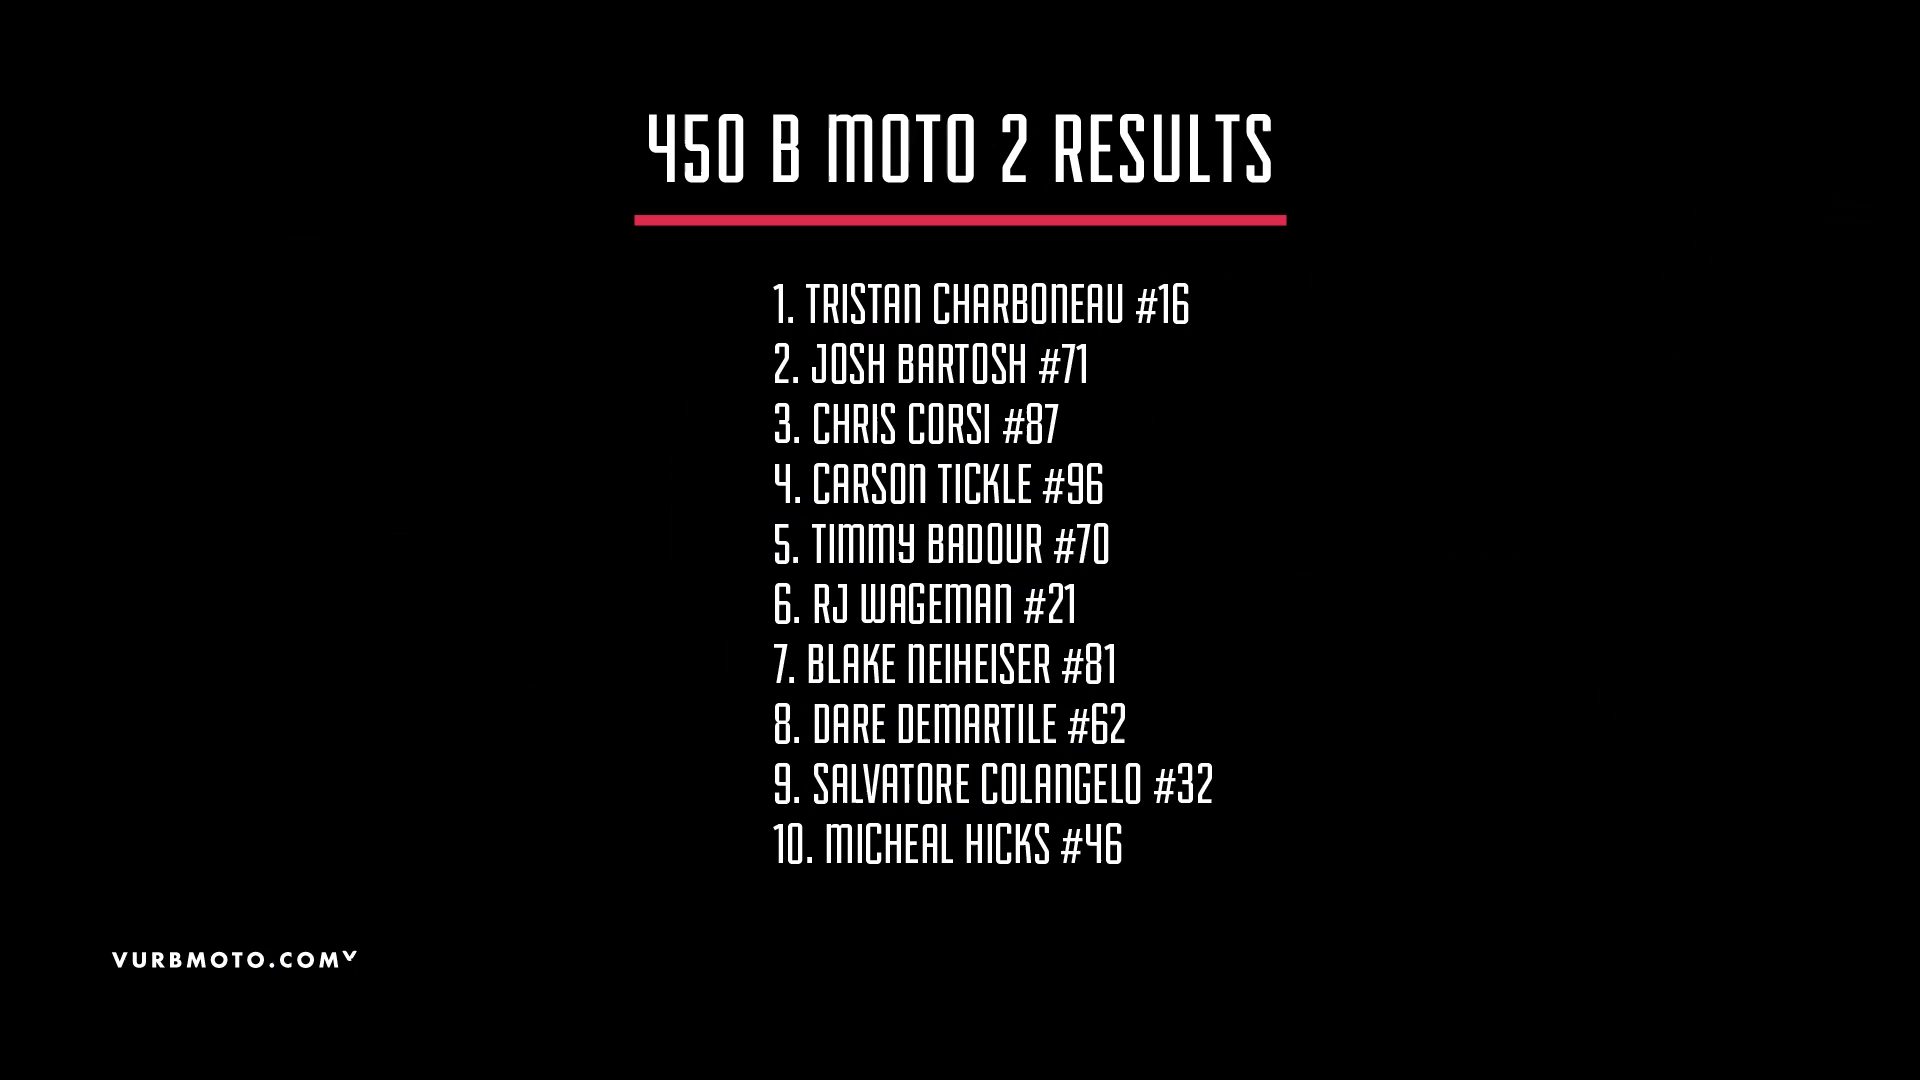 450 B MOTO 2 RESULTS
1. TRISTAN CHARBONEAU #16
2. JOSH BARTOSH #71
3. CHRIS CORSI #87
4. CARSON TICKLE #96
5. TIMMY BADOUR #70
6. RJ WAGEMAN #21
7. BLAKE NEIHEISER #81
8. DARE DEMARTILE #62
9. SALVATORE COLANGELO #32
10. MICHEAL HICKS #46
VURBMOTO.COM